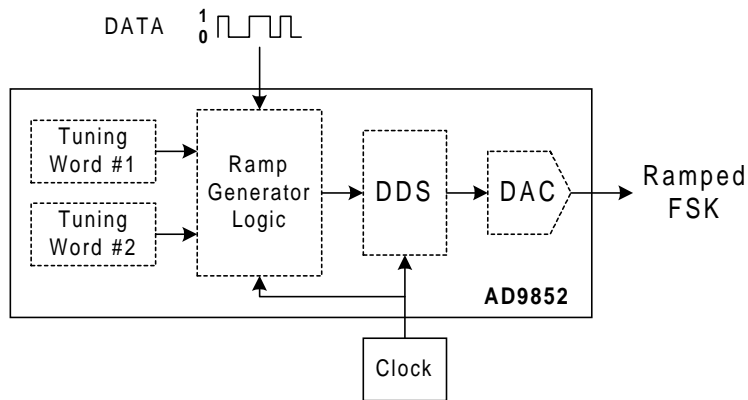 DATA
1
0
Tuning
Word #1
Tuning
Word #2
Ramp
Generator
Logic
DDS
DAC
Ramped
FSK
AD9852
Clock